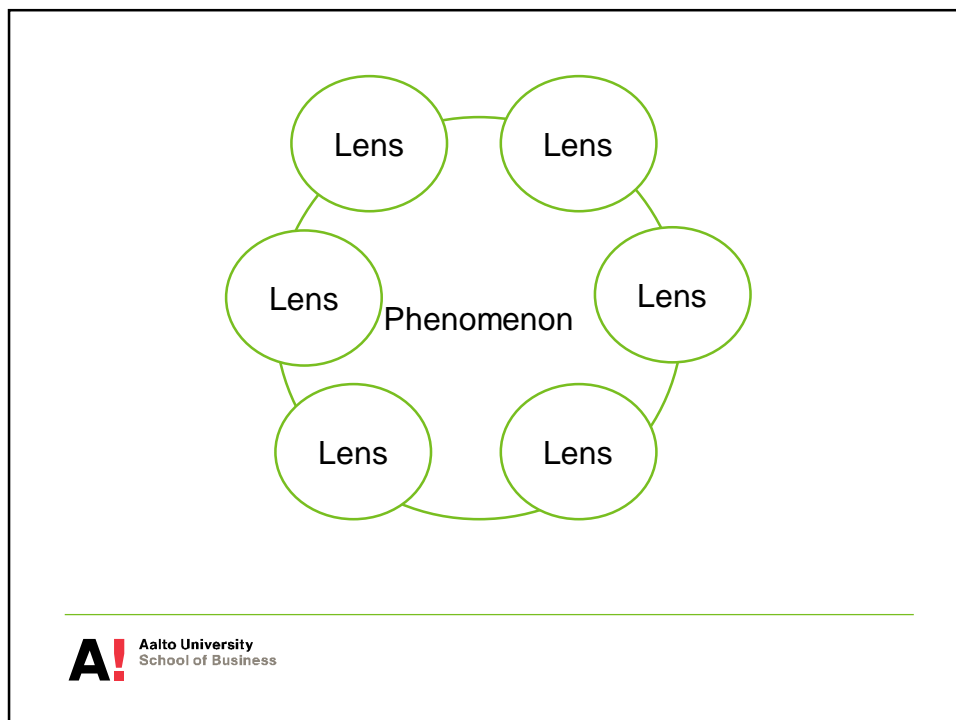 Lens
Lens
Lens
Lens
Phenomenon
Lens
Lens
A!
Aalto University
School of Business